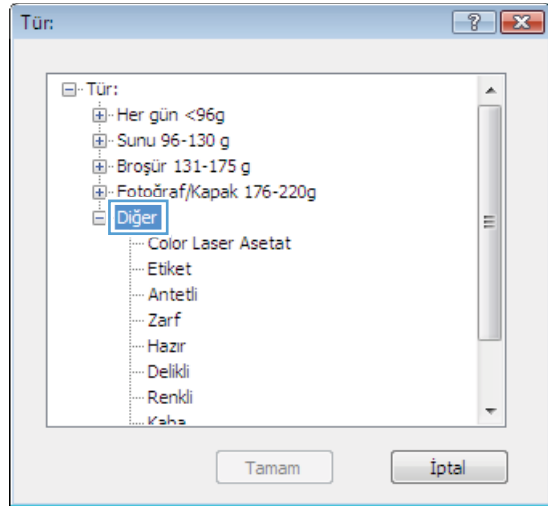 Tür:
Tür:
Her gün <96g
Sunu 96-130 g
Broşür 131-175 g
Fotoğraf/Kapak 176-220g
Diğer
Color Laser Asetat
Etiket
Antetli
Zarf
Hazır
Delikli
Renkli
Kaba
Tamam
İptal